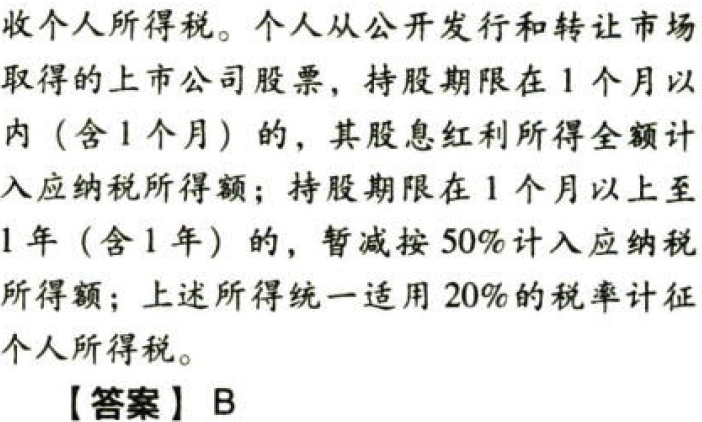 收个人所得税。个人从公开发行和转让市场
取得的上市公司股票，持股期限在1个月以
内（含1个月）的，其股息红利所得全额计
入应纳税所得额；持股期限在1个月以上至
1年（含1年）的，暂减按50%计入应纳税
所得额；上述所得统一适用20%的税率计征
个人所得税。
【答案】B